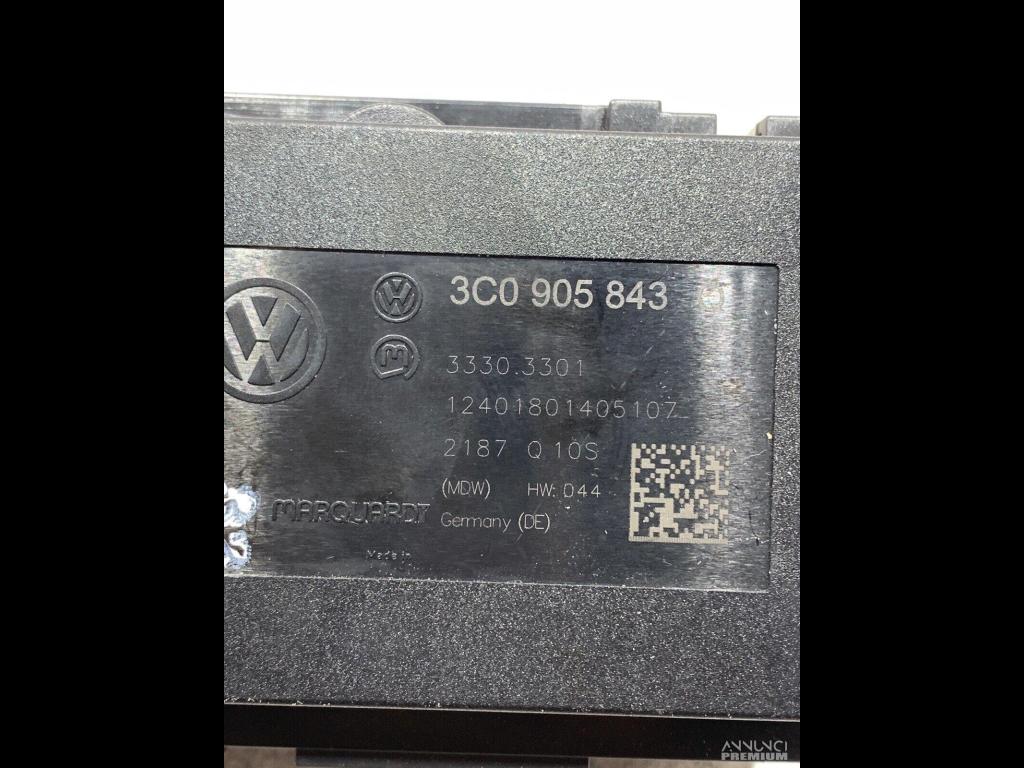 3C0 905 843
3330.3301
12401801405107
2187 Q 10S
(MDW) HW: 044
MARQUARDT Germany (DE)
Made in
ANNUNCI
PREMIUM